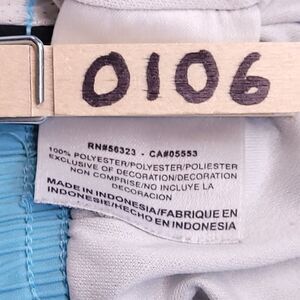 0106
RN#56323 - CA#05553
100% POLYESTER/POLYESTER/POLIESTER
EXCLUSIVE OF DECORATION/DECORATION
NON COMPRISE/NO INCLUYE LA
DECORACION
MADE IN INDONESIA/FABRIQUE EN
INDONESIE/HECHO EN INDONESIA